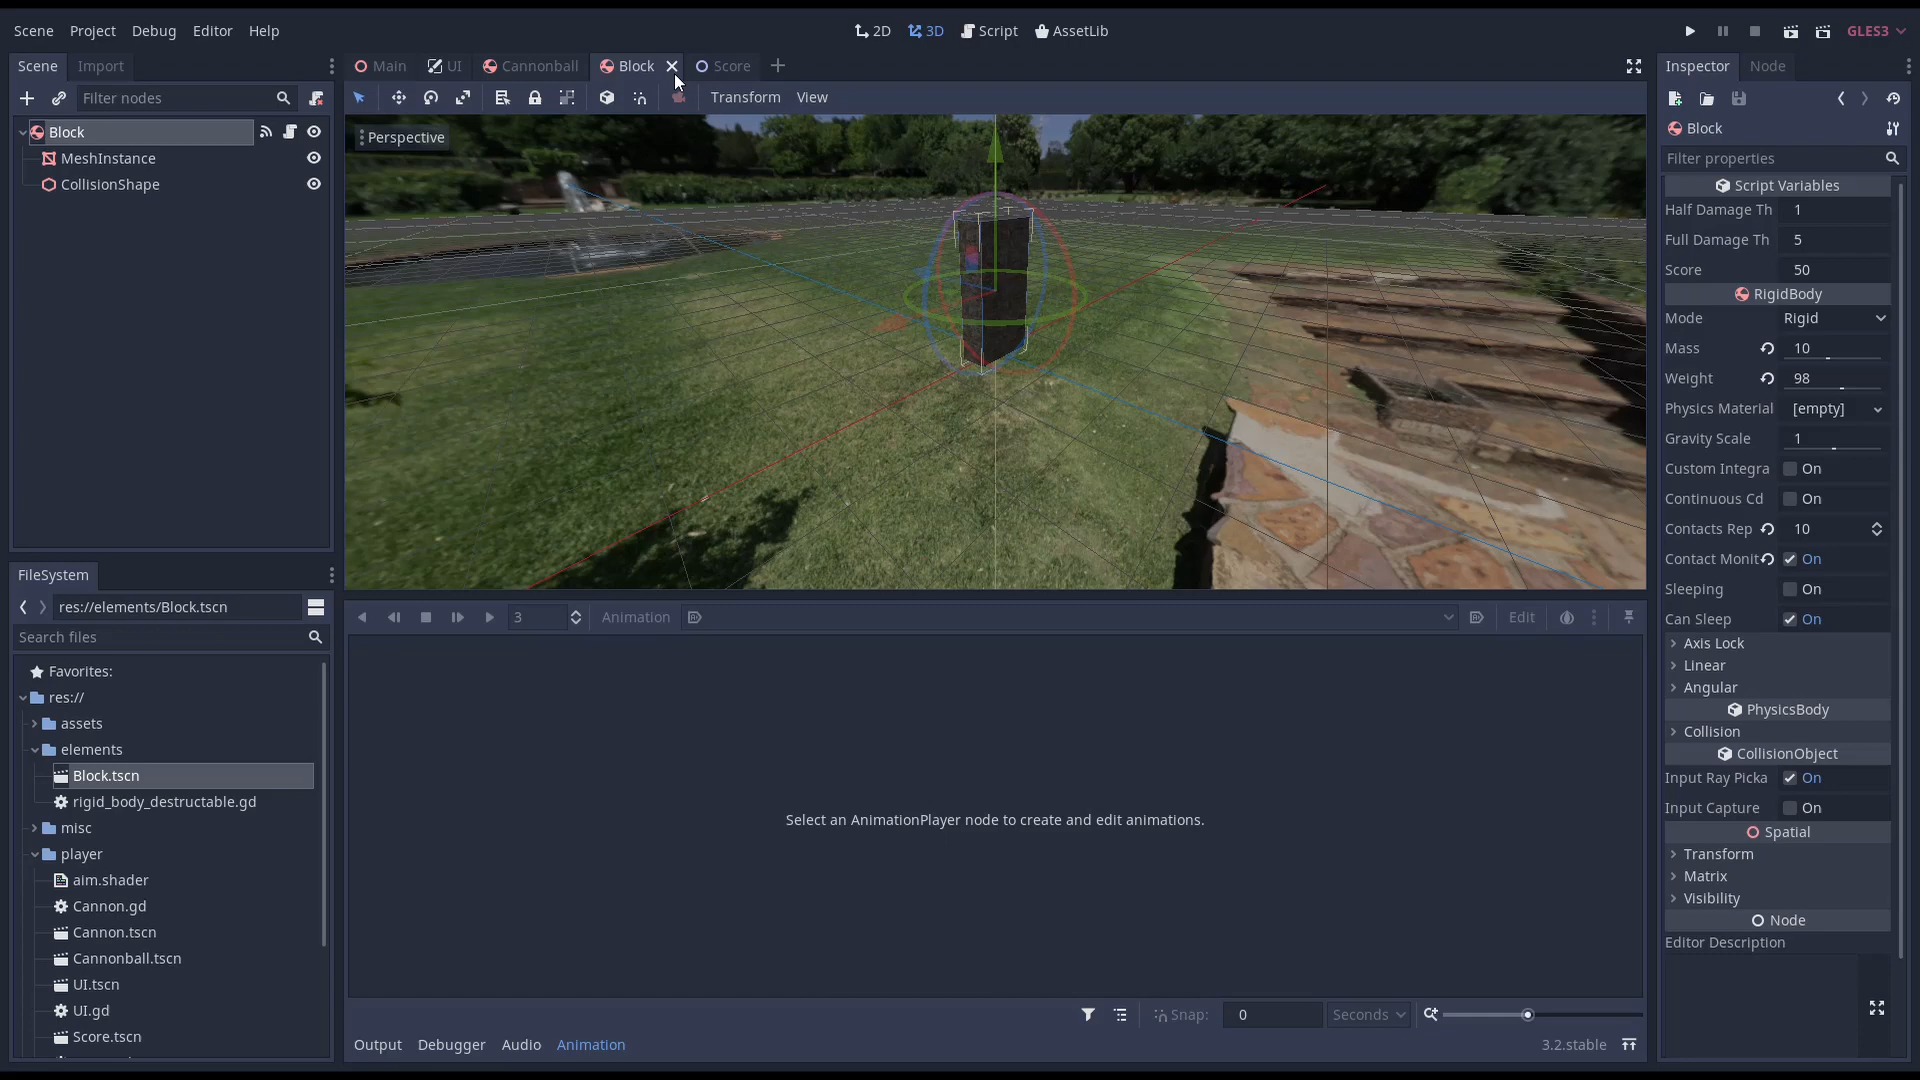 Scene Project Debug Editor Help
2D 3D Script AssetLib
GLES3
Scene Import
Main UI Cannonball Block Score
Inspector Node
Filter nodes
Transform View
Block
MeshInstance
CollisionShape
Perspective
Block
Filter properties
Script Variables
Half Damage Th 1
Full Damage Th 5
Score 50
RigidBody
Mode Rigid
Mass 10
Weight 98
Physics Material [empty]
Gravity Scale 1
Custom Integra On
Continuous Cd On
Contacts Rep 10
Contact Monit On
Sleeping On
Can Sleep On
Axis Lock
Linear
Angular
PhysicsBody
Collision
CollisionObject
Input Ray Picka On
Input Capture On
Spatial
Transform
Matrix
Visibility
Node
Editor Description
FileSystem
res://elements/Block.tscn
Search files
Favorites:
res://
assets
elements
Block.tscn
rigid_body_destructable.gd
misc
player
aim.shader
Cannon.gd
Cannon.tscn
Cannonball.tscn
UI.tscn
UI.gd
Score.tscn
3 Animation Edit
Select an AnimationPlayer node to create and edit animations.
Snap: 0 Seconds
Output Debugger Audio Animation
3.2.stable